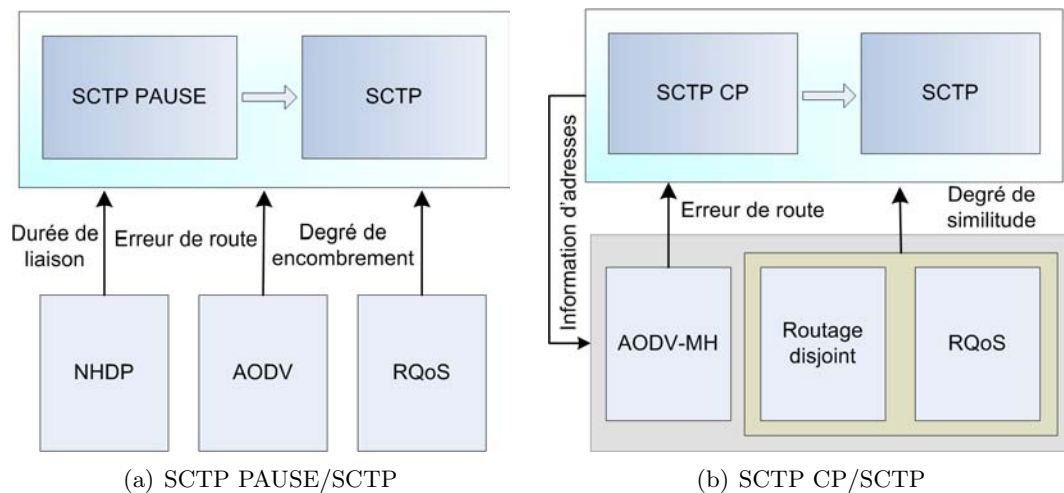 SCTP PAUSE
SCTP
Durée de
liaison
Erreur de route
Degré de
encombrement
NHDP
AODV
RQoS
(a) SCTP PAUSE/SCTP
SCTP CP
SCTP
Information d'adresses
Erreur de route
Degré de
similitude
AODV-MH
Routage
disjoint
RQoS
(b) SCTP CP/SCTP